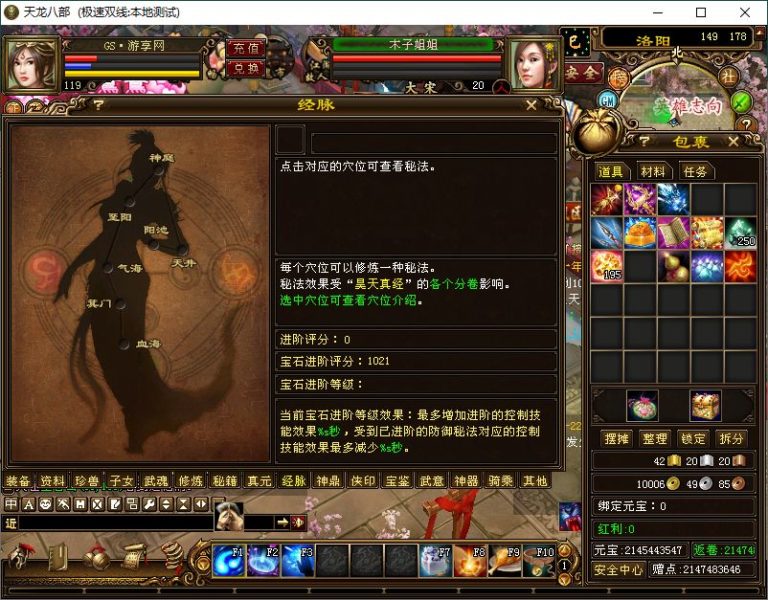 天龙八部 (极速双线:本地测试)
GS·游享网
充值
兑换
119
木子姐姐
大宋
20
洛阳
149 178
北
安全
社
GM
英雄志向
?
经脉
?
包裹
道具
材料
任务
250
195
神庭
至阳
阳池
天井
气海
箕门
血海
点击对应的穴位可查看秘法。
每个穴位可以修炼一种秘法。
秘法效果受“昊天真经”的各个分卷影响。
选中穴位可查看穴位介绍。
进阶评分:0
宝石进阶评分:1021
宝石进阶等级:
当前宝石进阶等级效果:最多增加进阶的控制技
能效果%s秒,受到已进阶的防御秘法对应的控制
技能效果最多减少%s秒。
装备 资料 珍兽 子女 武魂 修炼 秘籍 真元 经脉 神鼎 侠印 宝鉴 武意 神器 骑乘 其他
近
F1 F2 F3 F7 F8 F9 F10
1
摆摊 整理 锁定 拆分
42 20 20
10006 49 85
绑定元宝:0
红利:0
元宝:2145443547
返卷:21474
安全中心
赠点:2147483646